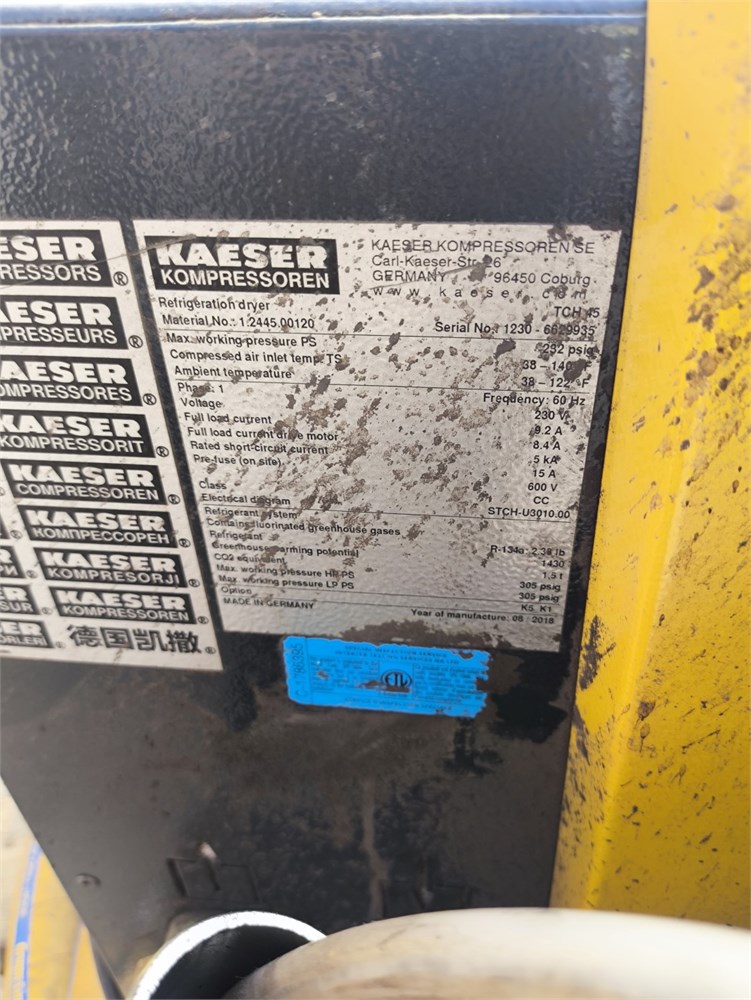 ESER
RESSORS ®
AESER
PRESSEURS ®
AESER
OMPRESSORES ®
KAESER
KOMPRESSORIT ®
KAESER
COMPRESSOREN ®
KAESER
КОМПРЕССОРЕН ®
KAESER
KOMPRESORJI ®
KAESER
KOMPRESSOREN ®
德国凯撒 ®
KAESER
KOMPRESSOREN ®
KAESER KOMPRESSOREN SE
Carl-Kaeser-Str. 26
GERMANY 96450 Coburg
www.kaeser.com
Refrigeration dryer TCH 45
Material No.: 1.2445.00120 Serial No.: 1230 - 6629935
Max. working pressure PS 232 psig
Compressed air inlet temp. TS 38 - 140 °F
Ambient temperature 38 - 122 °F
Phase: 1 Frequency: 60 Hz
Voltage 230 V
Full load current 9.2 A
Full load current drive motor 8.4 A
Rated short-circuit current 5 kA
Pre-fuse (on site) 15 A
600 V
Class CC
Electrical diagram STCH-U3010.00
Refrigerant system
Contains fluorinated greenhouse gases
Refrigerant R-134a: 2.38 lb
Greenhouse warming potential 1430
CO2 equivalent 1,5 t
Max. working pressure HP PS 305 psig
Max. working pressure LP PS 305 psig
Option K5, K1
MADE IN GERMANY Year of manufacture: 08 / 2018
ETL